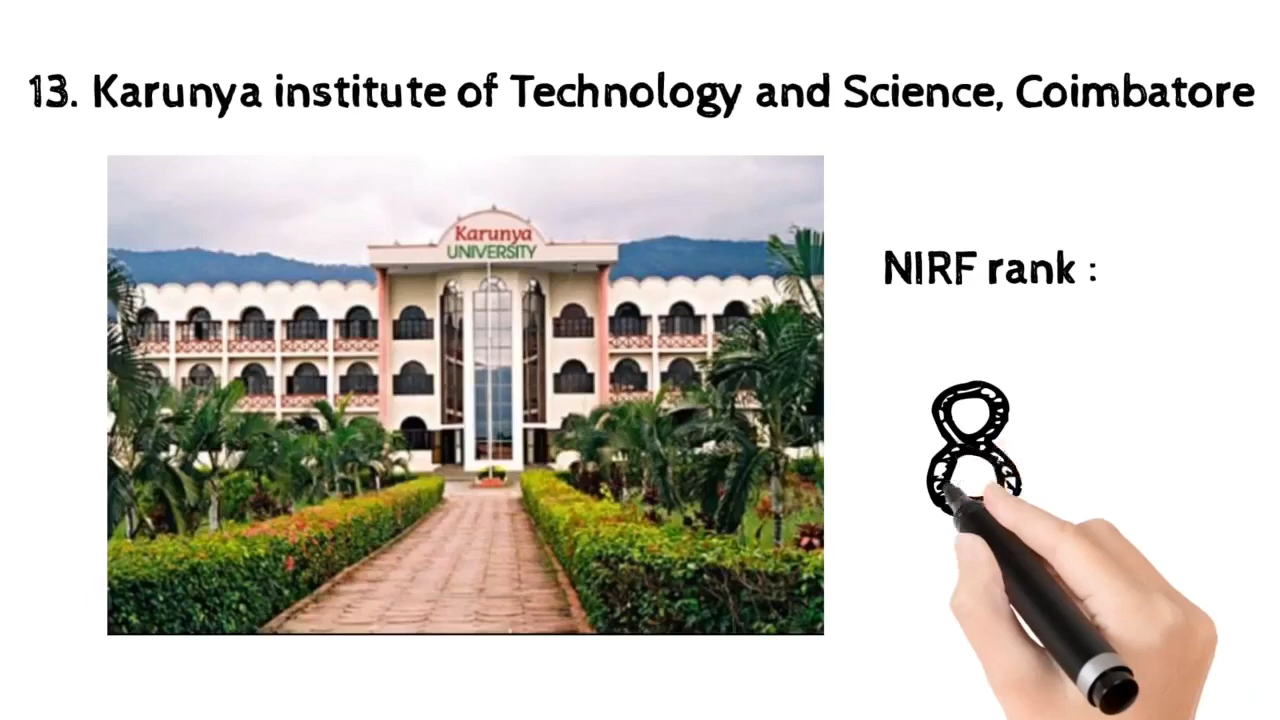 13. Karunya institute of Technology and Science, Coimbatore
Karunya
UNIVERSITY
NIRF rank :
8